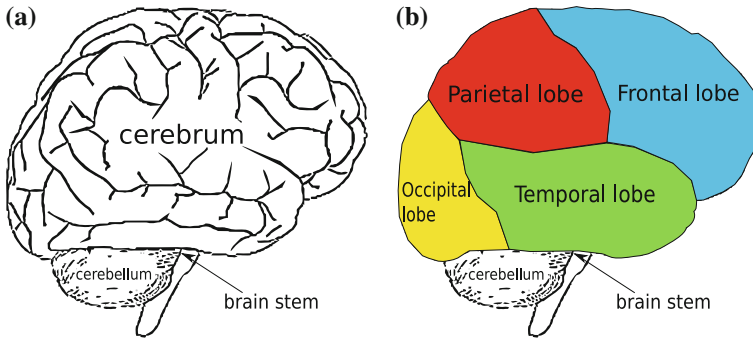 (a)
cerebrum
cerebellum
brain stem
(b)
Parietal lobe
Frontal lobe
Occipital
lobe
Temporal lobe
cerebellum
brain stem